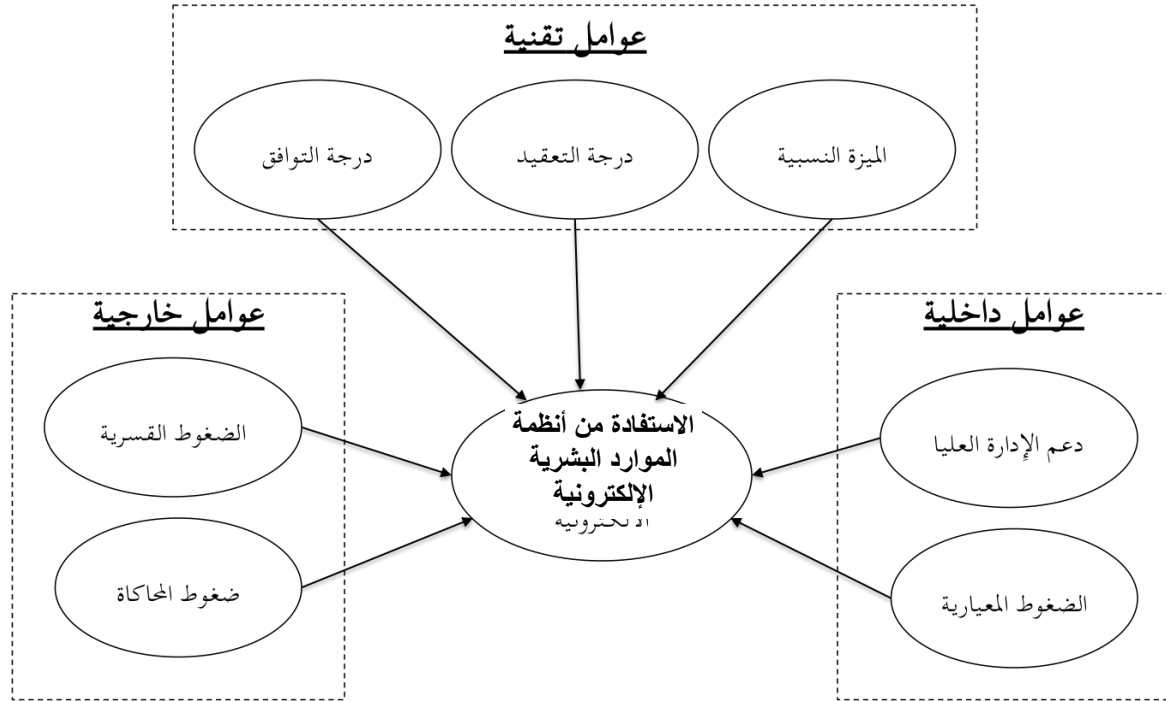 عوامل تقنية
الميزة النسبية
درجة التعقيد
درجة التوافق
عوامل داخلية
دعم الإدارة العليا
الضغوط المعيارية
عوامل خارجية
الضغوط القسرية
ضغوط المحاكاة
الاستفادة من أنظمة
الموارد البشرية
الإلكترونية